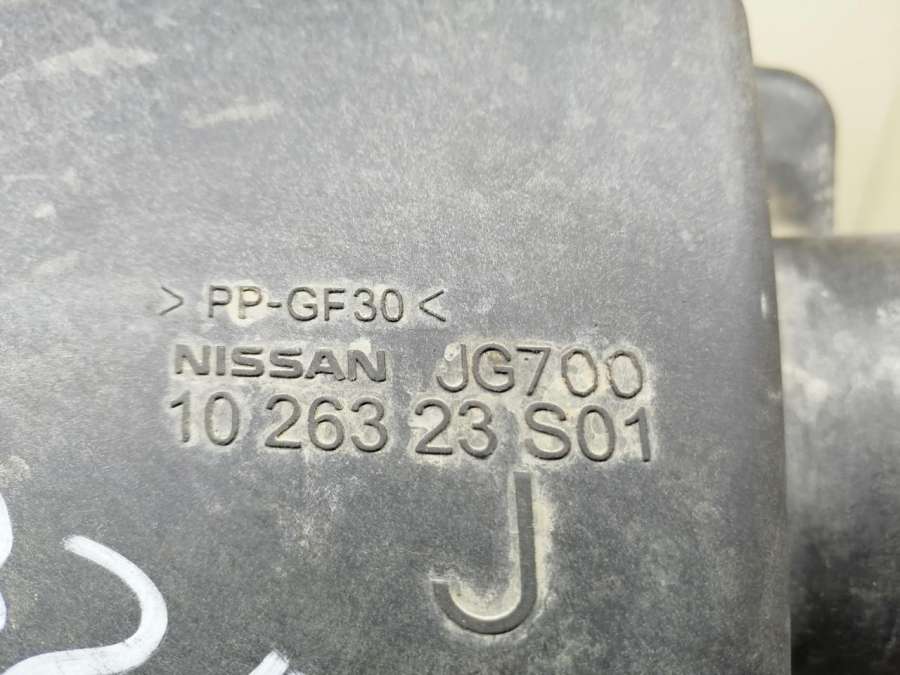 >PP-GF30<
NISSAN JG700
10 263 23 S01
J